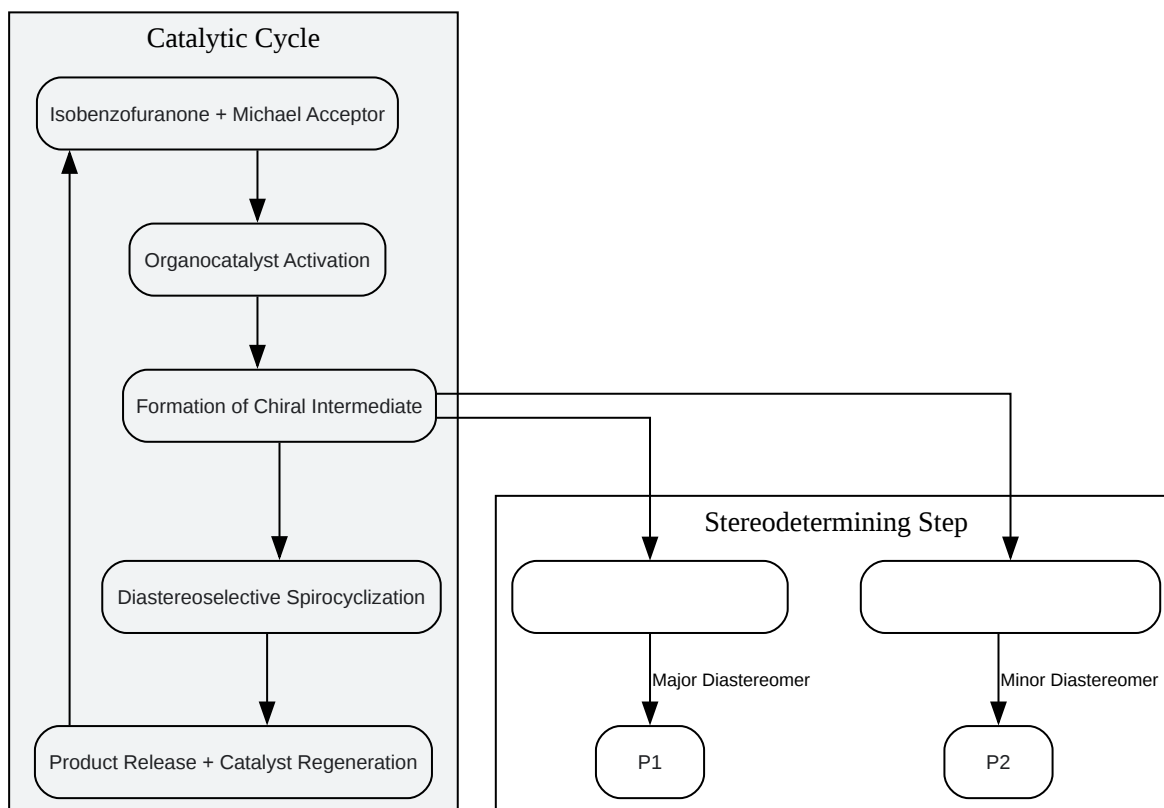 Catalytic Cycle
Isobenzofuranone + Michael Acceptor
Organocatalyst Activation
Formation of Chiral Intermediate
Diastereoselective Spirocyclization
Product Release + Catalyst Regeneration
Stereodetermining Step
Major Diastereomer
Minor Diastereomer
P1
P2